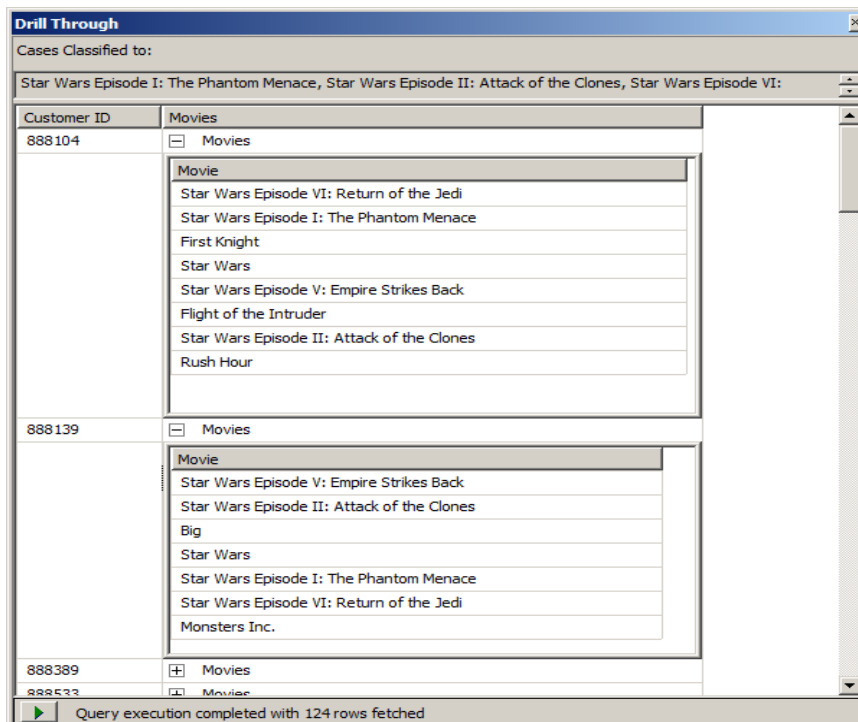 Drill Through
Cases Classified to:
Star Wars Episode I: The Phantom Menace, Star Wars Episode II: Attack of the Clones, Star Wars Episode VI:
Customer ID Movies
888104 Movies
Movie
Star Wars Episode VI: Return of the Jedi
Star Wars Episode I: The Phantom Menace
First Knight
Star Wars
Star Wars Episode V: Empire Strikes Back
Flight of the Intruder
Star Wars Episode II: Attack of the Clones
Rush Hour
888139 Movies
Movie
Star Wars Episode V: Empire Strikes Back
Star Wars Episode II: Attack of the Clones
Big
Star Wars
Star Wars Episode I: The Phantom Menace
Star Wars Episode VI: Return of the Jedi
Monsters Inc.
888389 Movies
888533 Movies
Query execution completed with 124 rows fetched